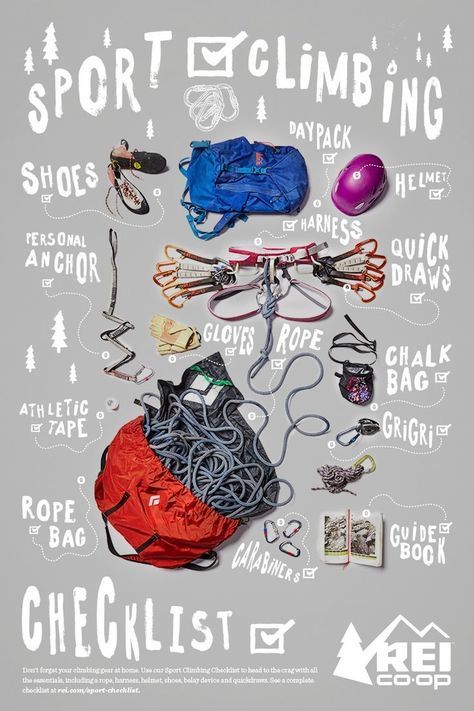 SPORT CLIMBING
DAYPACK
SHOES
HELMET
HARNESS
PERSONAL
ANCHOR
QUICK
DRAWS
GLOVES
ROPE
CHALK
BAG
ATHLETIC
TAPE
GRIGRI
ROPE
BAG
CARABINERS
GUIDE
BOOK
CHECKLIST
Don't forget your climbing gear at home. Use our Sport Climbing Checklist to head to the crag with all
the essentials, including a rope, harness, helmet, shoes, belay device and quickdraws. See a complete
checklist at rei.com/sport-checklist.
REI
CO·OP
REI
CO·OP